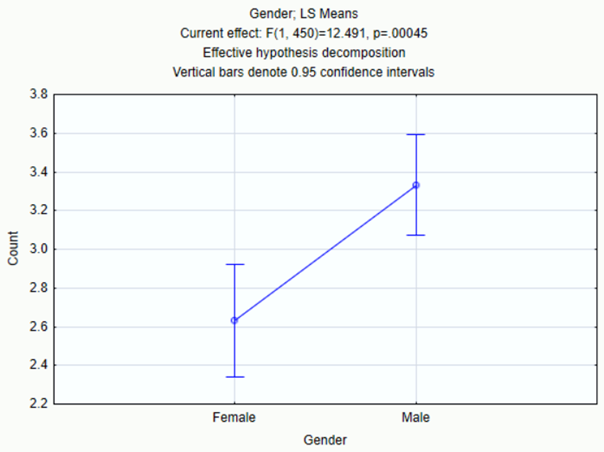 Gender; LS Means
Current effect: F(1, 450)=12.491, p=.00045
Effective hypothesis decomposition
Vertical bars denote 0.95 confidence intervals
3.8
3.6
3.4
3.2
3.0
2.8
2.6
2.4
2.2
Count
Female Male
Gender